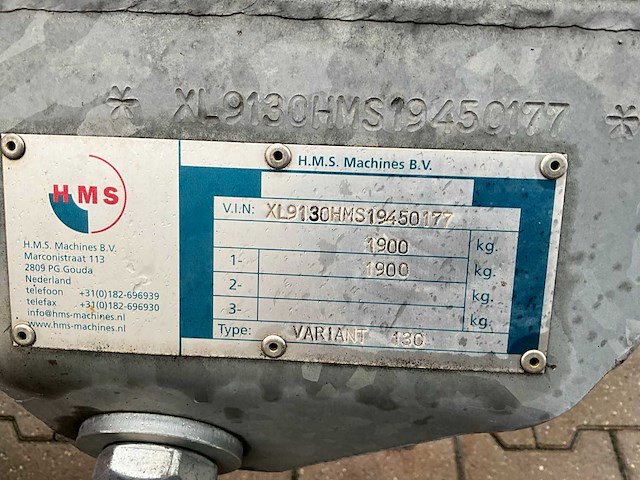 * XL9130HMS19450177 *
H.M.S. Machines B.V.
HMS
H.M.S. Machines B.V.
Marconistraat 113
2809 PG Gouda
Nederland
telefoon +31(0)182-696939
telefax +31(0)182-696930
info@hms-machines.nl
www.hms-machines.nl
V.I.N: XL9130HMS19450177
1900 kg.
1- 1900 kg.
2- kg.
3- kg.
Type: VARIANT 130